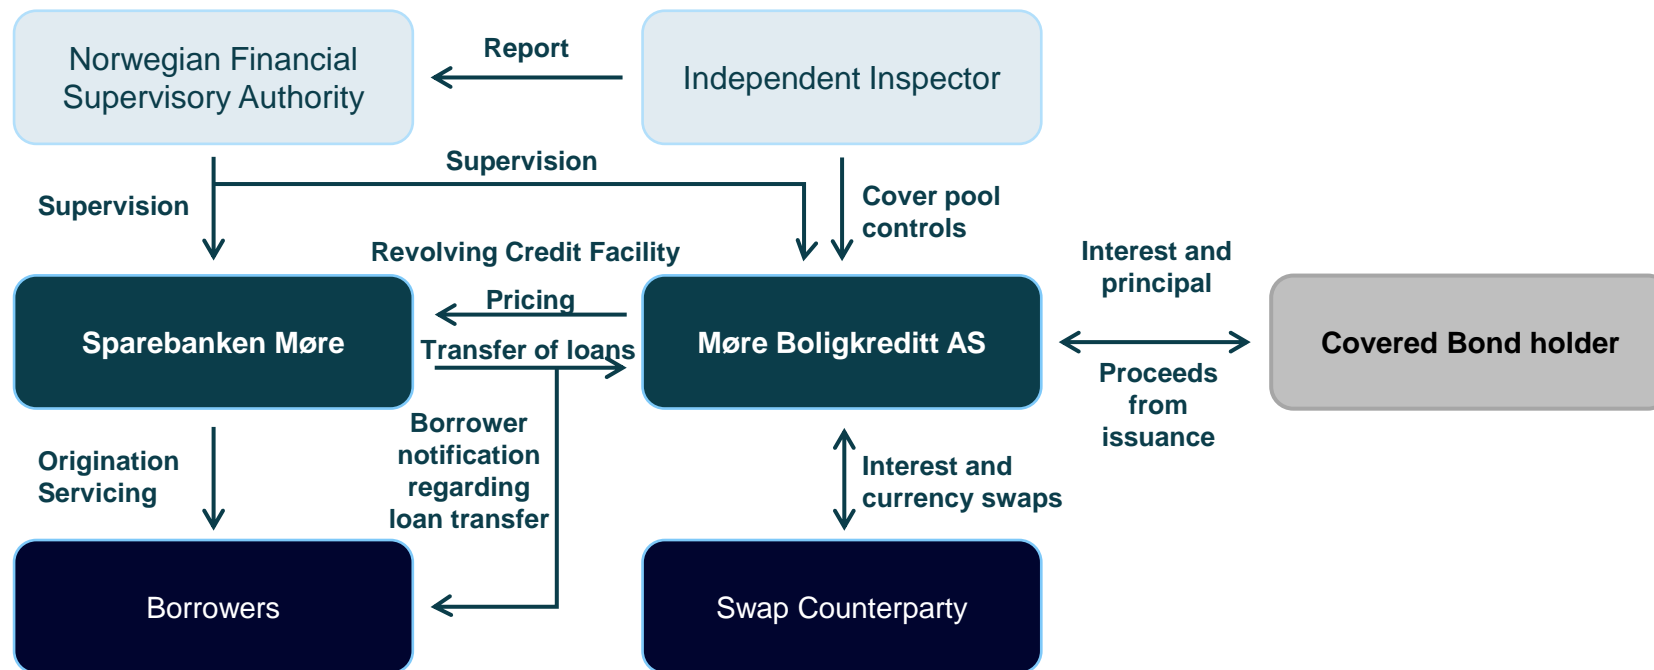 Norwegian Financial
Supervisory Authority
Report
Independent Inspector
Supervision
Supervision
Cover pool
controls
Revolving Credit Facility
Interest and
principal
Sparebanken Møre
Pricing
Transfer of loans
Møre Boligkreditt AS
Covered Bond holder
Proceeds
from
issuance
Origination
Servicing
Borrower
notification
regarding
loan transfer
Interest and
currency swaps
Borrowers
Swap Counterparty